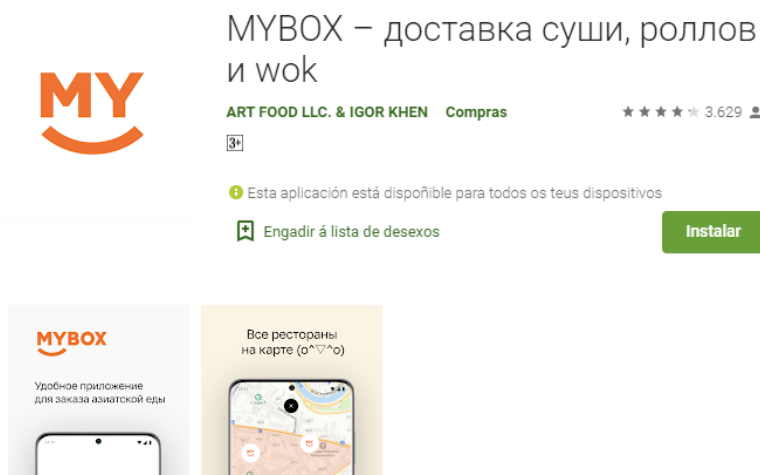 MY
MYBOX – доставка суши, роллов
и wok
ART FOOD LLC. & IGOR KHEN Compras
3.629
3+
Esta aplicación está dispoñible para todos os teus dispositivos
Engadir á lista de desexos
Instalar
MYBOX
Удобное приложение
для заказа азиатской еды
Все рестораны
на карте (o^▽^o)
MY
MY